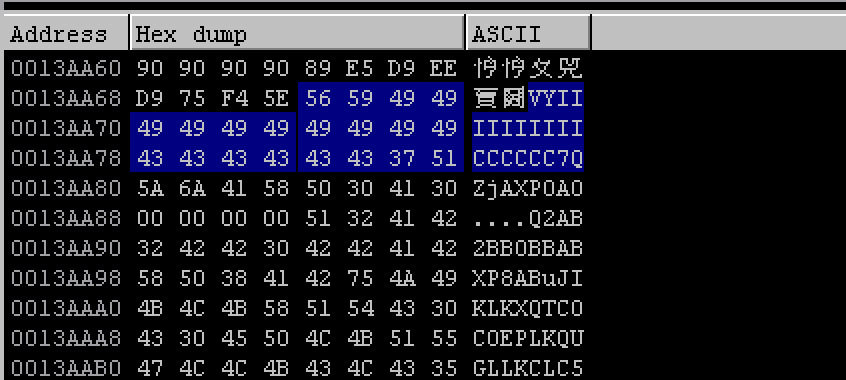 Address Hex dump ASCII
0013AA60 90 90 90 90 89 E5 D9 EE 悙悙夊兕
0013AA68 D9 75 F4 5E 56 59 49 49 賣VYII
0013AA70 49 49 49 49 49 49 49 49 IIIIIIII
0013AA78 43 43 43 43 43 43 37 51 CCCCCC7Q
0013AA80 5A 6A 41 58 50 30 41 30 ZjAXP0A0
0013AA88 00 00 00 00 51 32 41 42 ....Q2AB
0013AA90 32 42 42 30 42 42 41 42 2BB0BBAB
0013AA98 58 50 38 41 42 75 4A 49 XP8ABuJI
0013AAA0 4B 4C 4B 58 51 54 43 30 KLKXQTC0
0013AAA8 43 30 45 50 4C 4B 51 55 C0EPLKQU
0013AAB0 47 4C 4C 4B 43 4C 43 35 GLLKCLC5